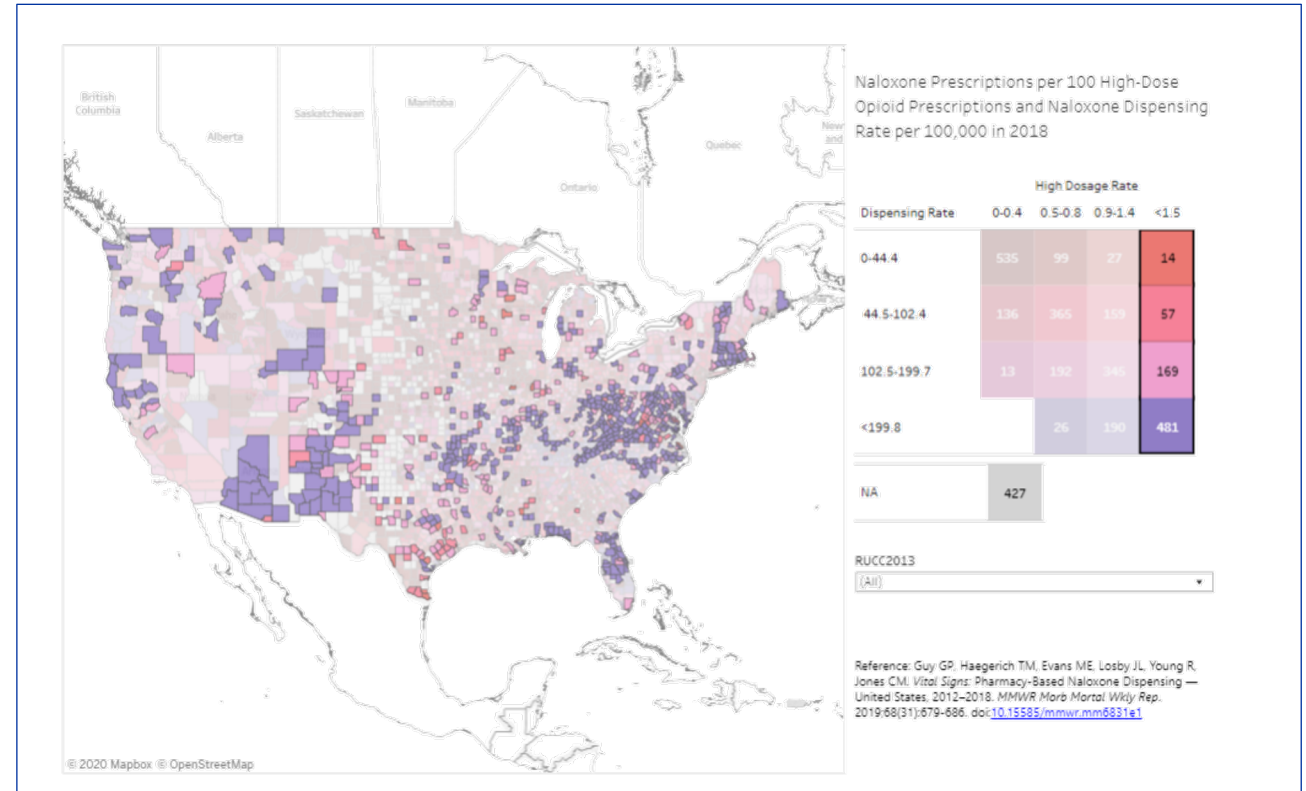 British
Columbia
Alberta
Saskatchewan
Manitoba
Ontario
Quebec
New
and
© 2020 Mapbox © OpenStreetMap
Naloxone Prescriptions per 100 High-Dose
Opioid Prescriptions and Naloxone Dispensing
Rate per 100,000 in 2018
High Dosage Rate
Dispensing Rate 0-0.4 0.5-0.8 0.9-1.4 <1.5
0-44.4 535 99 27 14
44.5-102.4 136 365 159 57
102.5-199.7 13 192 345 169
<199.8 26 190 481
NA 427
RUCC2013
(All)
Reference: Guy GP, Haegerich TM, Evans ME, Losby JL, Young R,
Jones CM. Vital Signs: Pharmacy-Based Naloxone Dispensing —
United States, 2012–2018. MMWR Morb Mortal Wkly Rep.
2019;68(31):679-686. doi:10.15585/mmwr.mm6831e1